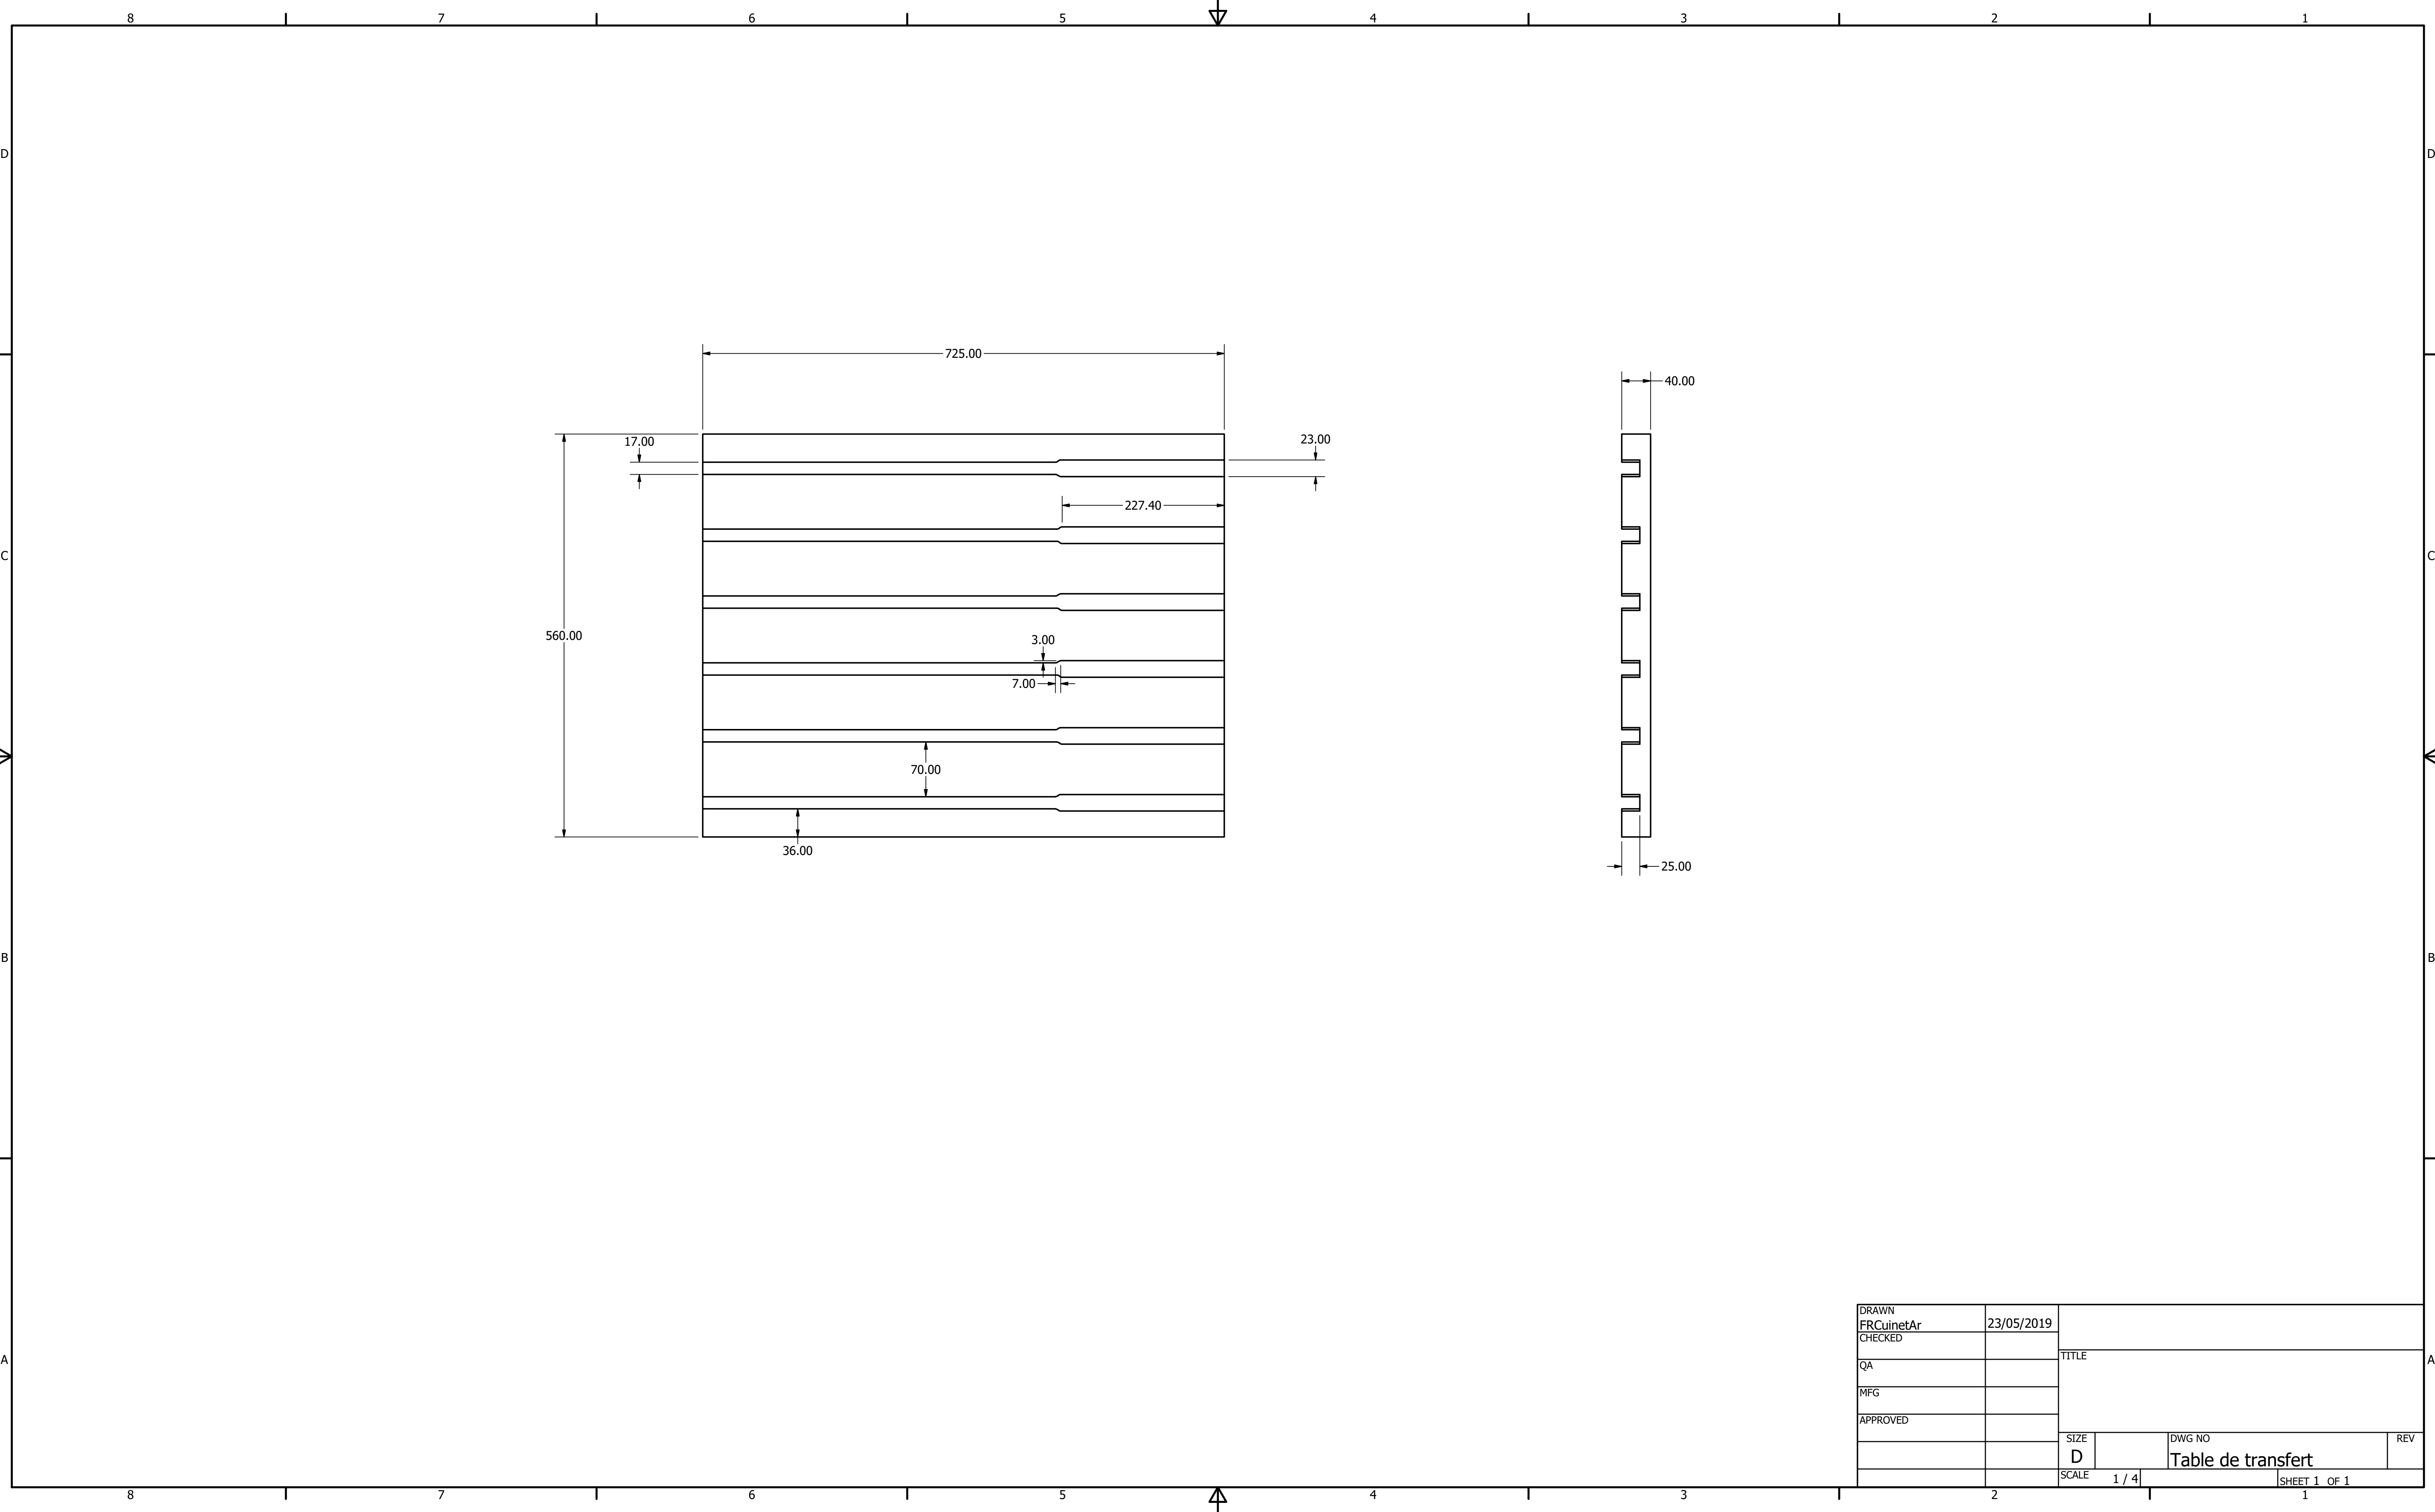 8 7 6 5 4 3 2 1
D D
725.00
40.00
17.00
23.00
227.40
C C
560.00
3.00
7.00
70.00
36.00
25.00
B B
DRAWN
FRCuinetAr 23/05/2019
CHECKED
TITLE
A A
QA
MFG
APPROVED
SIZE DWG NO REV
D Table de transfert
SCALE 1 / 4 SHEET 1 OF 1
8 7 6 5 4 3 2 1